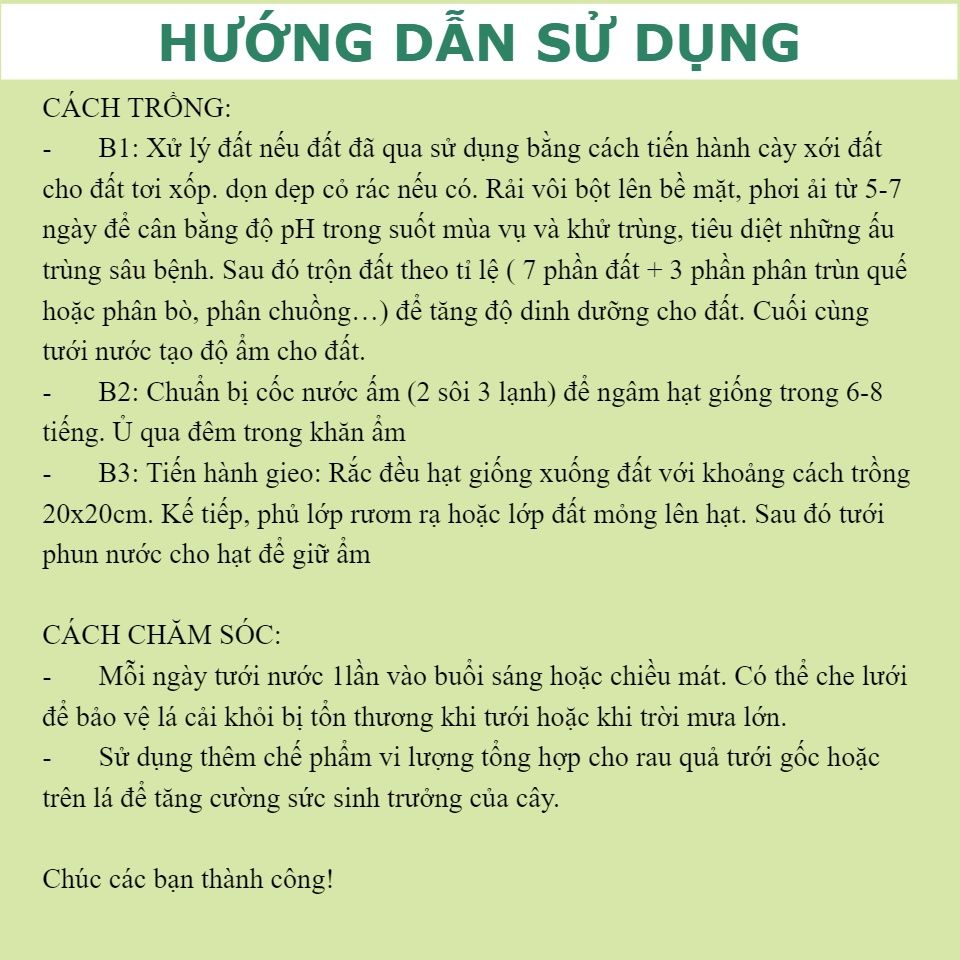 HƯỚNG DẪN SỬ DỤNG
CÁCH TRỒNG:
- B1: Xử lý đất nếu đất đã qua sử dụng bằng cách tiến hành cày xới đất
cho đất tơi xốp. dọn dẹp cỏ rác nếu có. Rải vôi bột lên bề mặt, phơi ải từ 5-7
ngày để cân bằng độ pH trong suốt mùa vụ và khử trùng, tiêu diệt những ấu
trùng sâu bệnh. Sau đó trộn đất theo tỉ lệ ( 7 phần đất + 3 phần phân trùn quế
hoặc phân bò, phân chuồng…) để tăng độ dinh dưỡng cho đất. Cuối cùng
tưới nước tạo độ ẩm cho đất.
- B2: Chuẩn bị cốc nước ấm (2 sôi 3 lạnh) để ngâm hạt giống trong 6-8
tiếng. Ủ qua đêm trong khăn ẩm
- B3: Tiến hành gieo: Rắc đều hạt giống xuống đất với khoảng cách trồng
20x20cm. Kế tiếp, phủ lớp rươm rạ hoặc lớp đất mỏng lên hạt. Sau đó tưới
phun nước cho hạt để giữ ẩm
CÁCH CHĂM SÓC:
- Mỗi ngày tưới nước 1lần vào buổi sáng hoặc chiều mát. Có thể che lưới
để bảo vệ lá cải khỏi bị tổn thương khi tưới hoặc khi trời mưa lớn.
- Sử dụng thêm chế phẩm vi lượng tổng hợp cho rau quả tưới gốc hoặc
trên lá để tăng cường sức sinh trưởng của cây.
Chúc các bạn thành công!